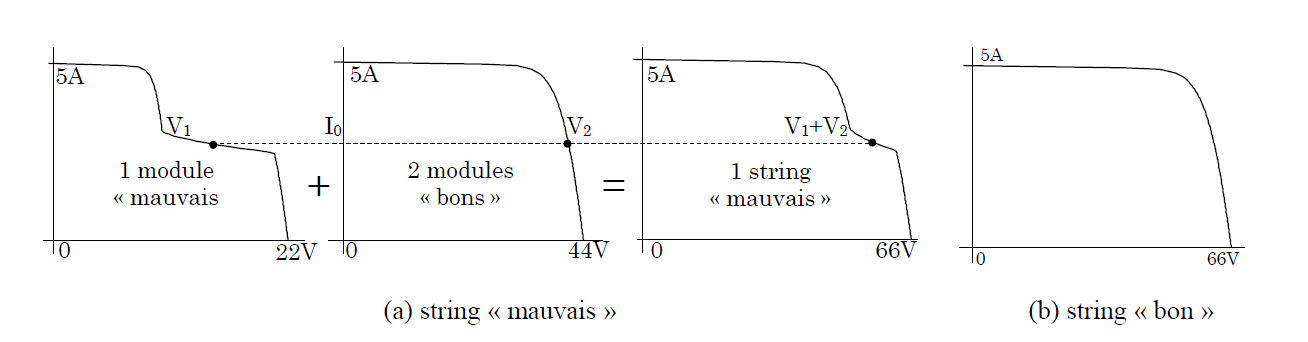 5A
V1
1 module
« mauvais
0
22V
+
I0
5A
V2
2 modules
« bons »
0
44V
=
5A
V1+V2
1 string
« mauvais »
0
66V
5A
0
66V
(a) string « mauvais »
(b) string « bon »